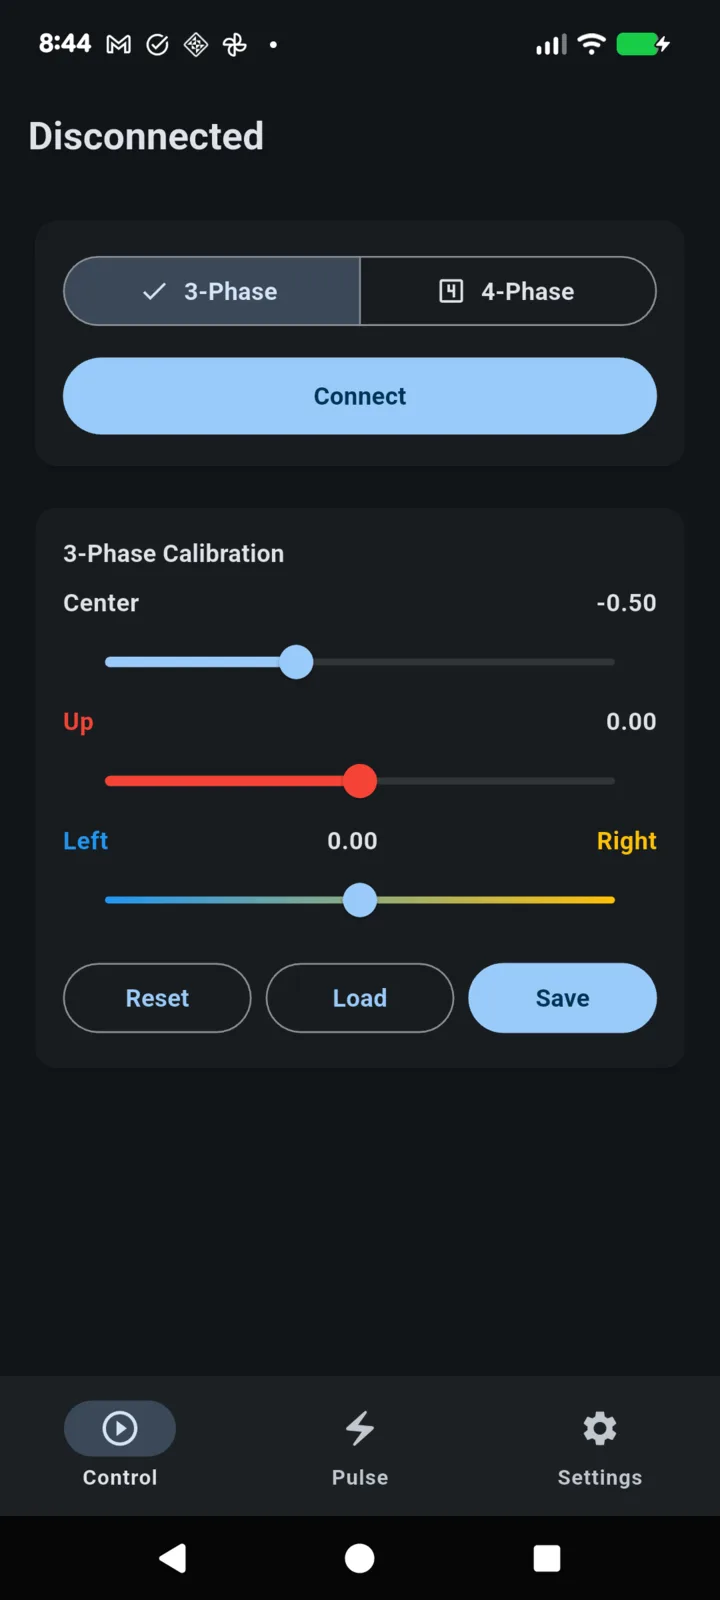 8:44
Disconnected
3-Phase
4 4-Phase
Connect
3-Phase Calibration
Center -0.50
Up 0.00
Left 0.00 Right
Reset Load Save
Control Pulse Settings